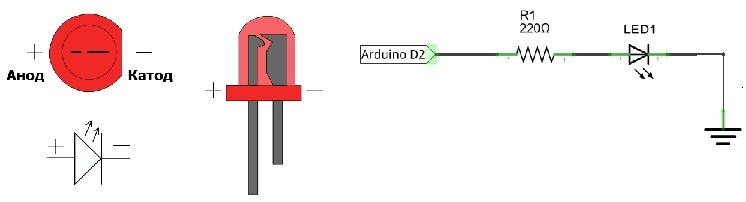 + Анод
− Катод
+ −
+ −
Arduino D2
R1
220Ω
LED1